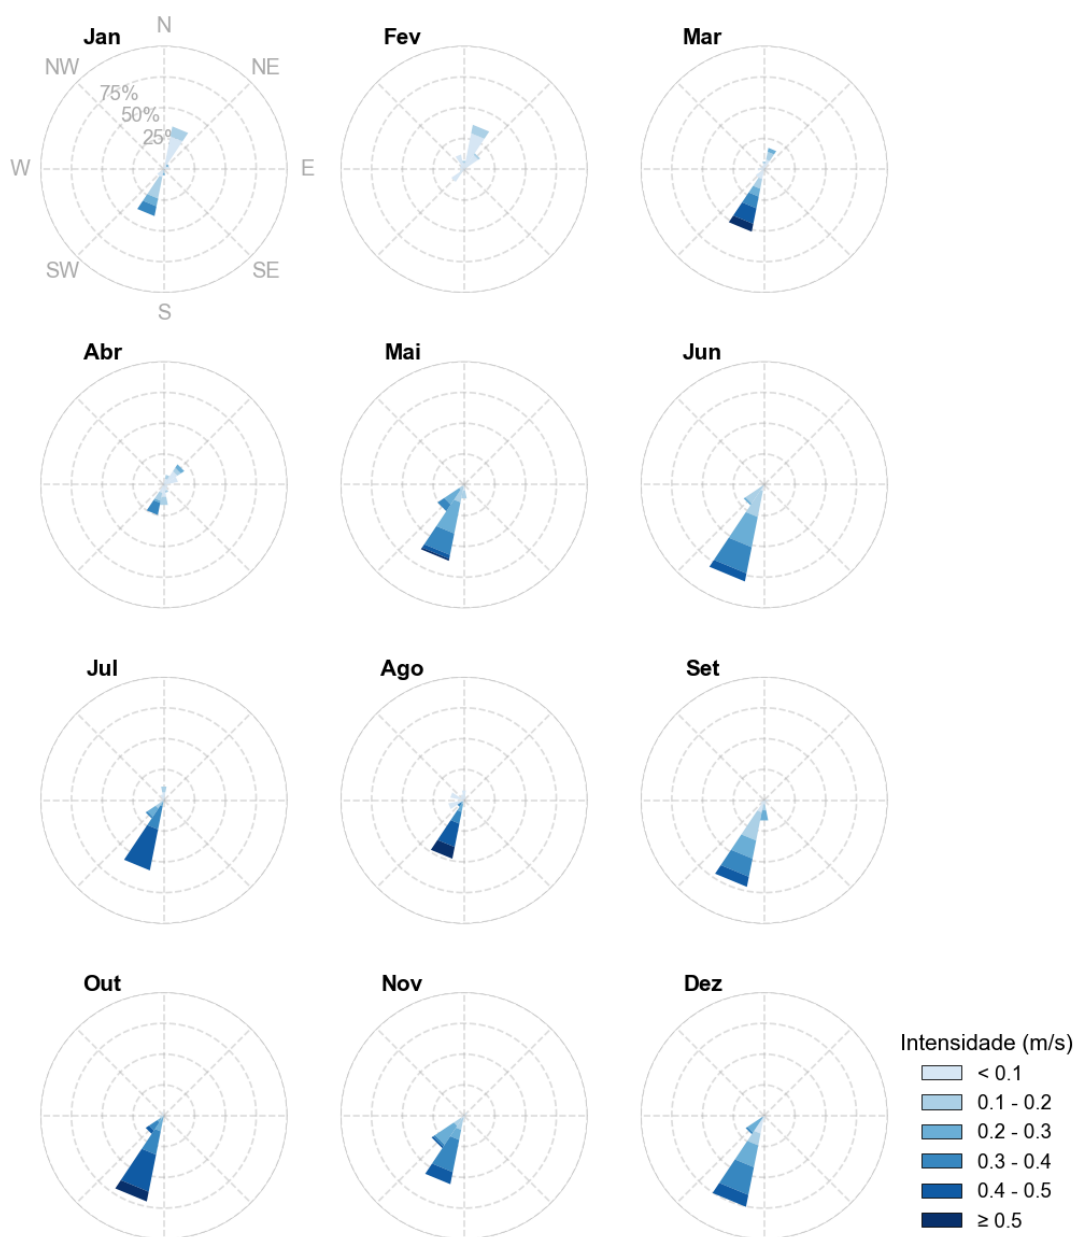 N
Jan
Fev
Mar
NW
NE
75%
50%
25%
W
E
SW
SE
S
Abr
Mai
Jun
Jul
Ago
Set
Out
Nov
Dez
Intensidade (m/s)
< 0.1
0.1 - 0.2
0.2 - 0.3
0.3 - 0.4
0.4 - 0.5
≥ 0.5